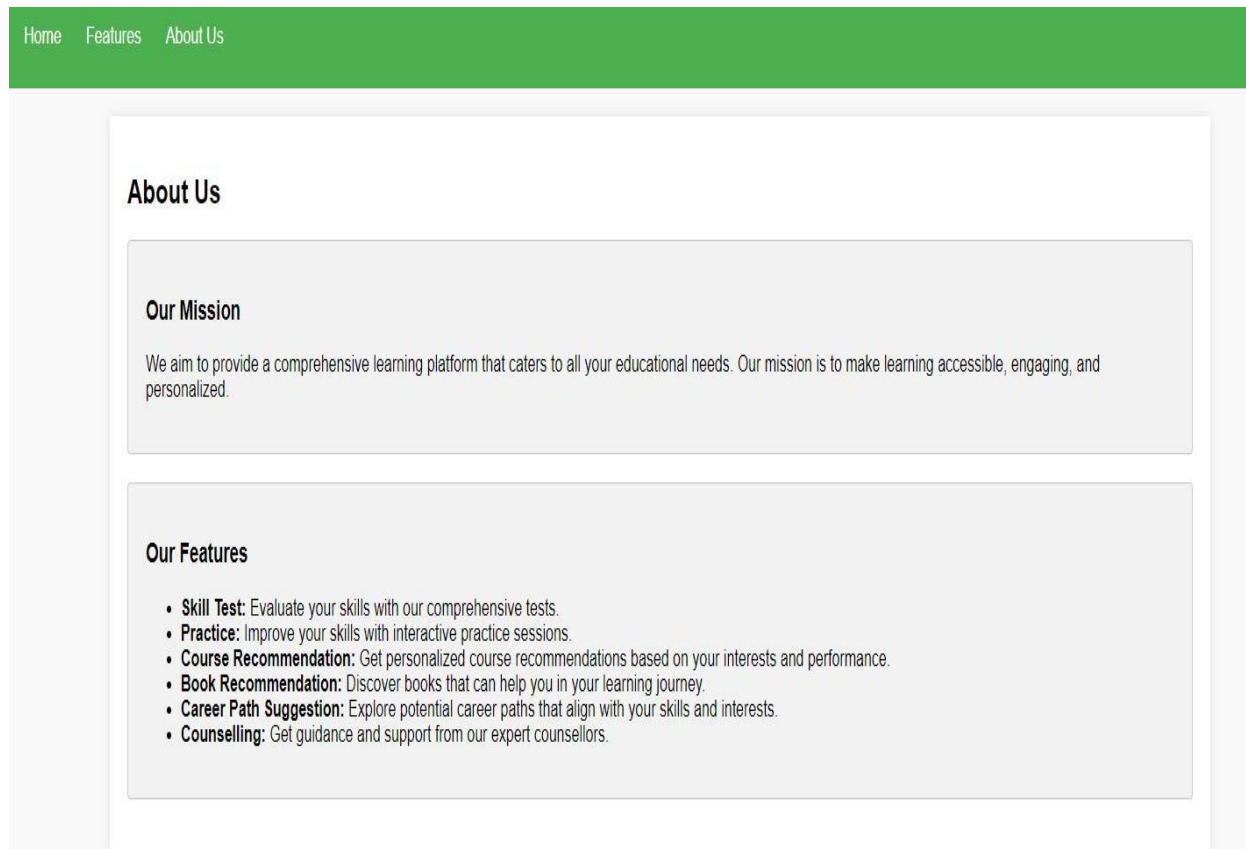 Home Features About Us
About Us
Our Mission
We aim to provide a comprehensive learning platform that caters to all your educational needs. Our mission is to make learning accessible, engaging, and
personalized.
Our Features
• Skill Test: Evaluate your skills with our comprehensive tests.
• Practice: Improve your skills with interactive practice sessions.
• Course Recommendation: Get personalized course recommendations based on your interests and performance.
• Book Recommendation: Discover books that can help you in your learning journey.
• Career Path Suggestion: Explore potential career paths that align with your skills and interests.
• Counselling: Get guidance and support from our expert counsellors.